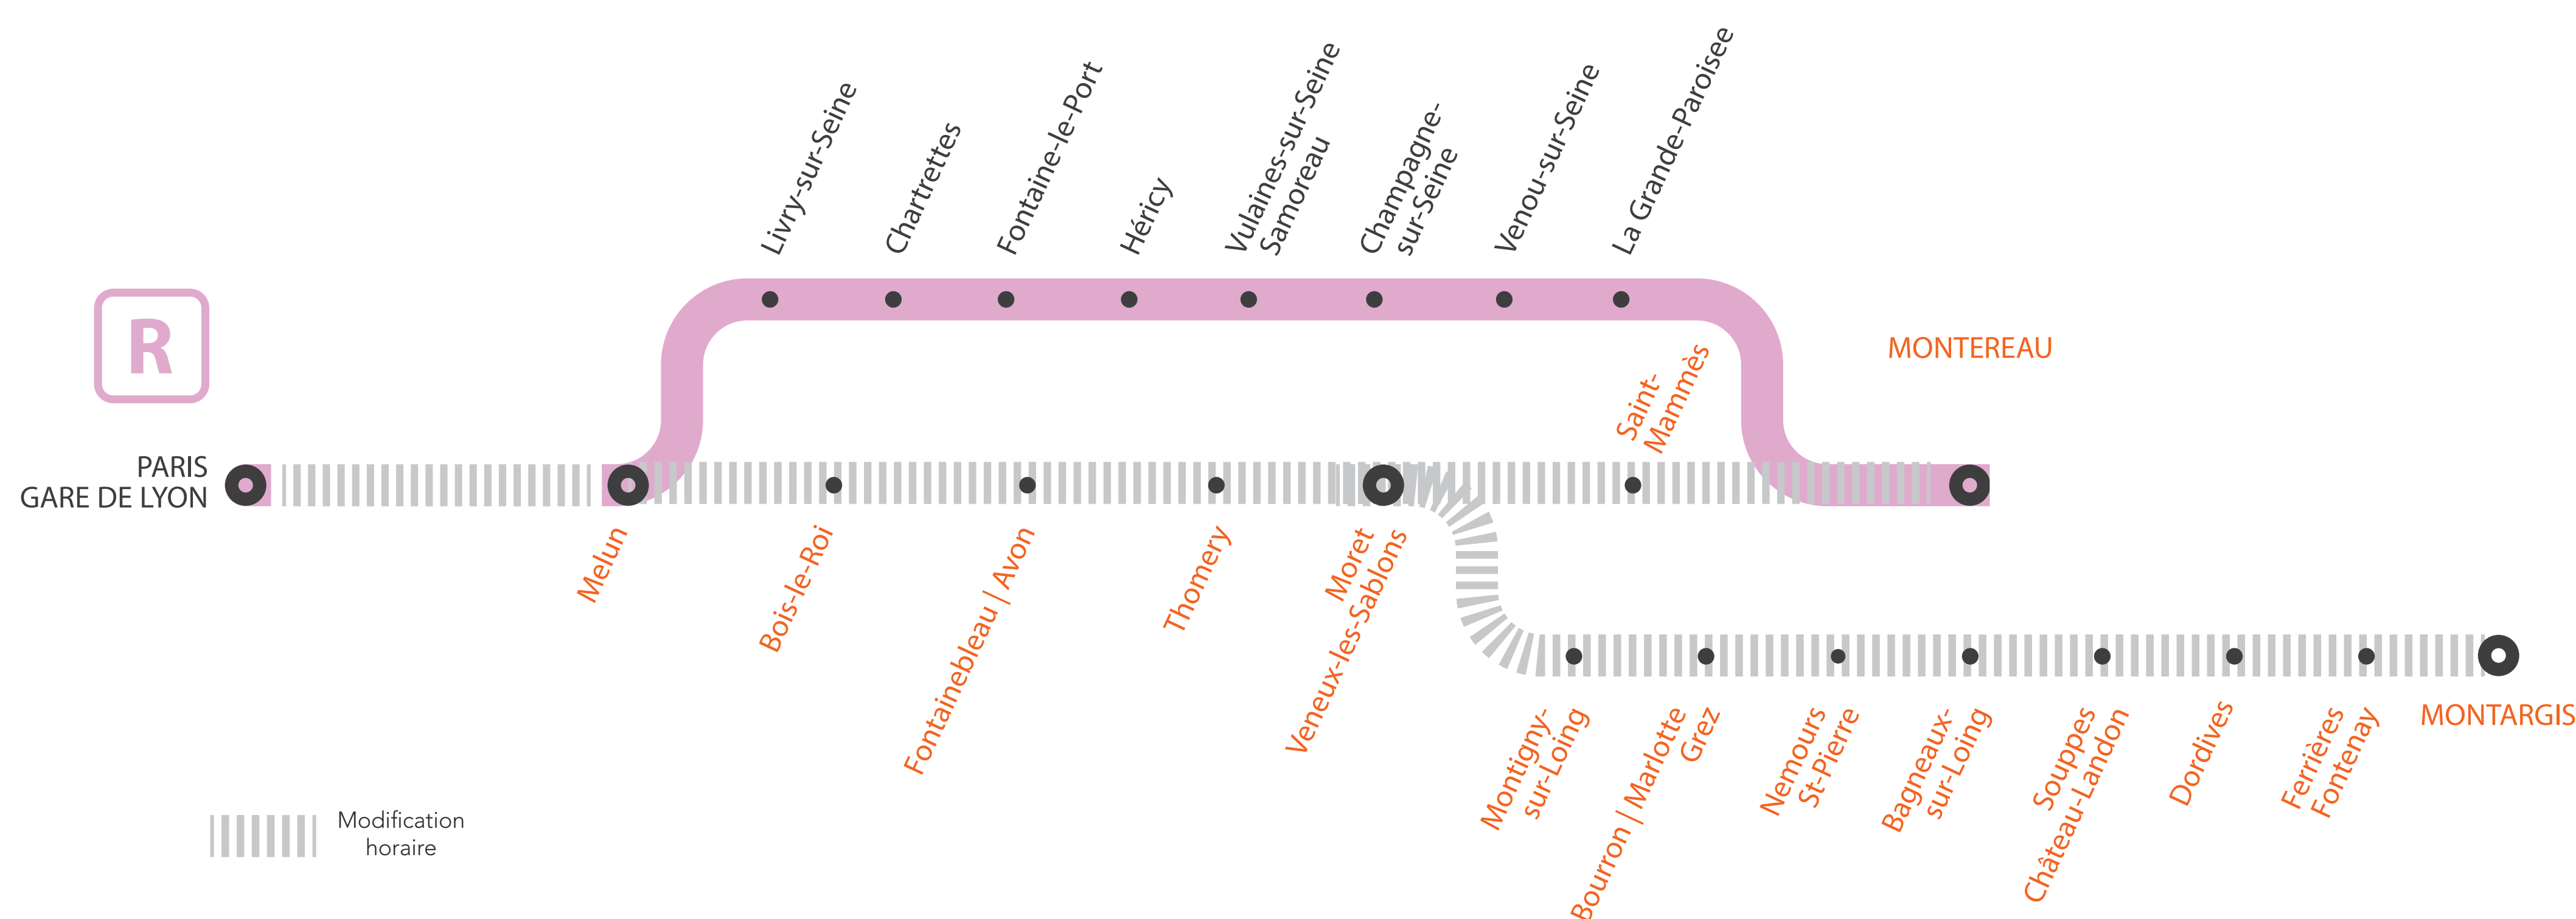 Livry-sur-Seine
Chartrettes
Fontaine-le-Port
Héricy
Vulaines-sur-Seine
Samoreau
Champagne-
sur-Seine
Venou-sur-Seine
La Grande-Paroisee
R
MONTEREAU
Saint-
Mammès
PARIS
GARE DE LYON
Melun
Bois-le-Roi
Fontainebleau | Avon
Thomery
Moret
Veneux-les-Sablons
Montigny-
sur-Loing
Bourron | Marlotte
Grez
Nemours
St-Pierre
Bagneaux-
sur-Loing
Souppes
Château-Landon
Dordives
Ferrières
Fontenay
MONTARGIS
Modification
horaire